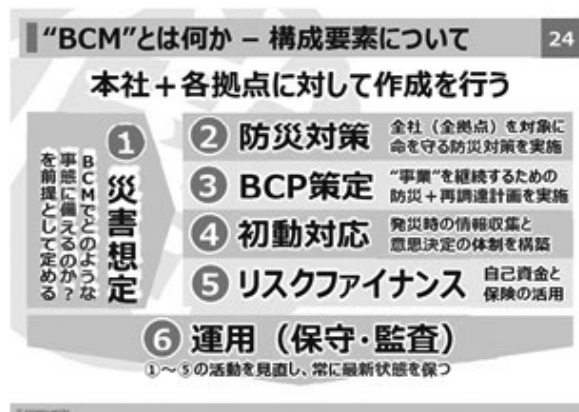 “BCM”とは何か – 構成要素について
24
本社＋各拠点に対して作成を行う
① 災害想定
BCMでどのような
事態に備えるのか？
を前提として定める
② 防災対策
全社（全拠点）を対象に
命を守る防災対策を実施
③ BCP策定
“事業”を継続するための
防災＋再調達計画を実施
④ 初動対応
発災時の情報収集と
意思決定の体制を構築
⑤ リスクファイナンス
自己資金と
保険の活用
⑥ 運用（保守・監査）
①～⑤の活動を見直し、常に最新状態を保つ